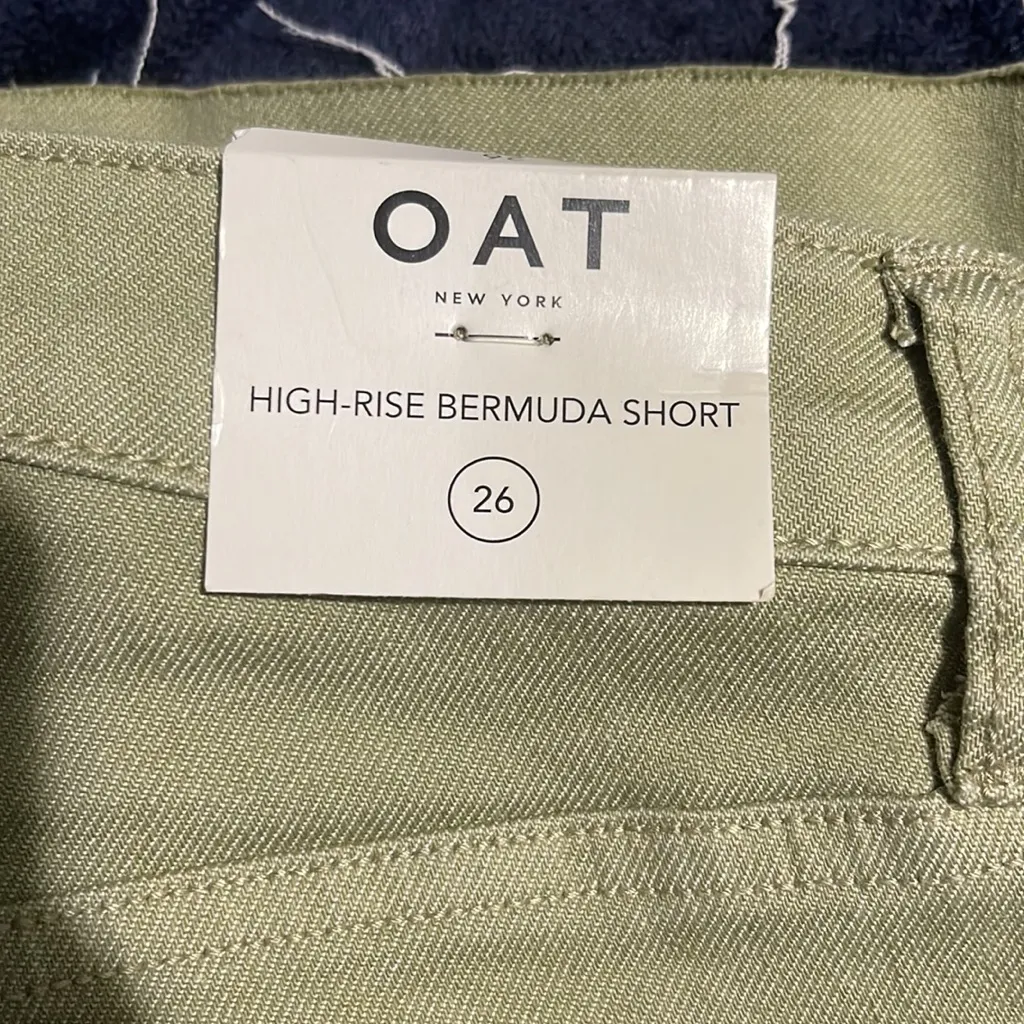 OAT
NEW YORK
HIGH-RISE BERMUDA SHORT
26